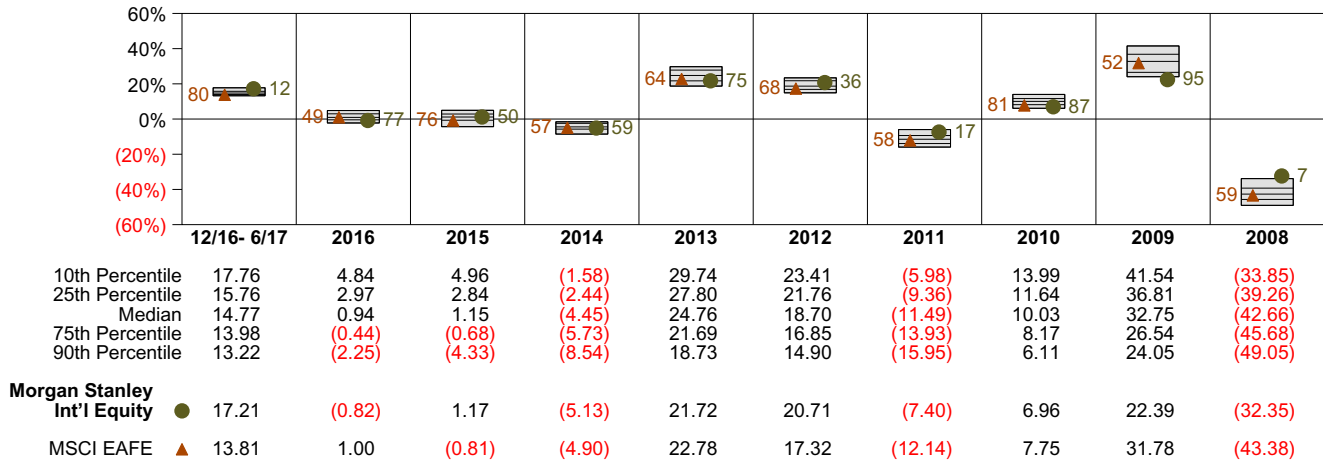 60%
40%
20%
0%
(20%)
(40%)
(60%)
80 12
49 77
76 50
57 59
64 75
68 36
58 17
81 87
52 95
59 7
12/16- 6/17 2016 2015 2014 2013 2012 2011 2010 2009 2008
10th Percentile 17.76 4.84 4.96 (1.58) 29.74 23.41 (5.98) 13.99 41.54 (33.85)
25th Percentile 15.76 2.97 2.84 (2.44) 27.80 21.76 (9.36) 11.64 36.81 (39.26)
Median 14.77 0.94 1.15 (4.45) 24.76 18.70 (11.49) 10.03 32.75 (42.66)
75th Percentile 13.98 (0.44) (0.68) (5.73) 21.69 16.85 (13.93) 8.17 26.54 (45.68)
90th Percentile 13.22 (2.25) (4.33) (8.54) 18.73 14.90 (15.95) 6.11 24.05 (49.05)
Morgan Stanley
Int'l Equity 17.21 (0.82) 1.17 (5.13) 21.72 20.71 (7.40) 6.96 22.39 (32.35)
MSCI EAFE 13.81 1.00 (0.81) (4.90) 22.78 17.32 (12.14) 7.75 31.78 (43.38)